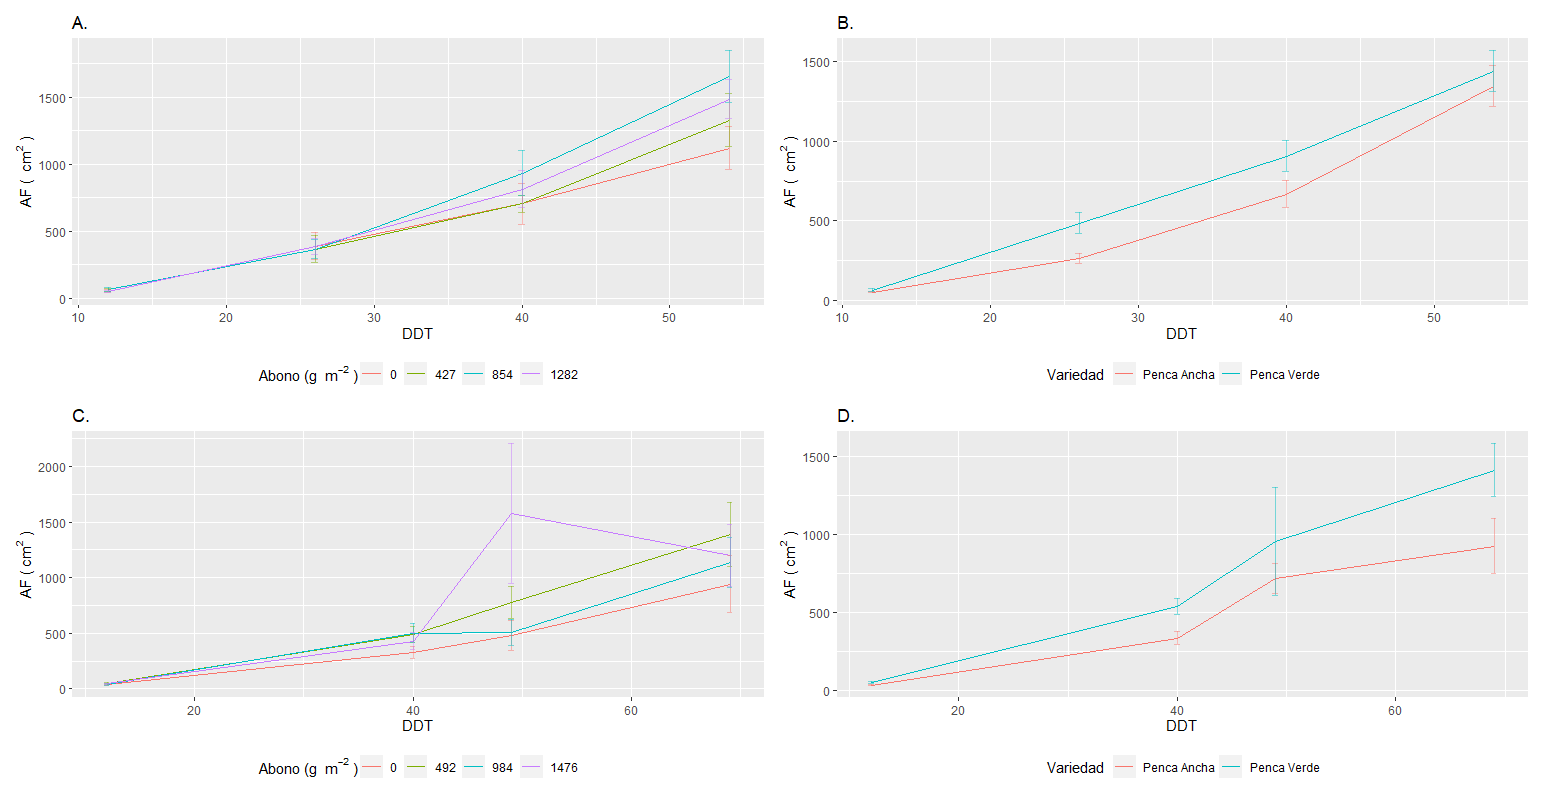 A.
AF ( cm² )
1500
1000
500
0
10 20 30 40 50
DDT
Abono (g m⁻² ) 0 427 854 1282
B.
AF ( cm² )
1500
1000
500
0
10 20 30 40 50
DDT
Variedad Penca Ancha Penca Verde
C.
AF ( cm² )
2000
1500
1000
500
0
20 40 60
DDT
Abono (g m⁻² ) 0 492 984 1476
D.
AF ( cm² )
1500
1000
500
0
20 40 60
DDT
Variedad Penca Ancha Penca Verde